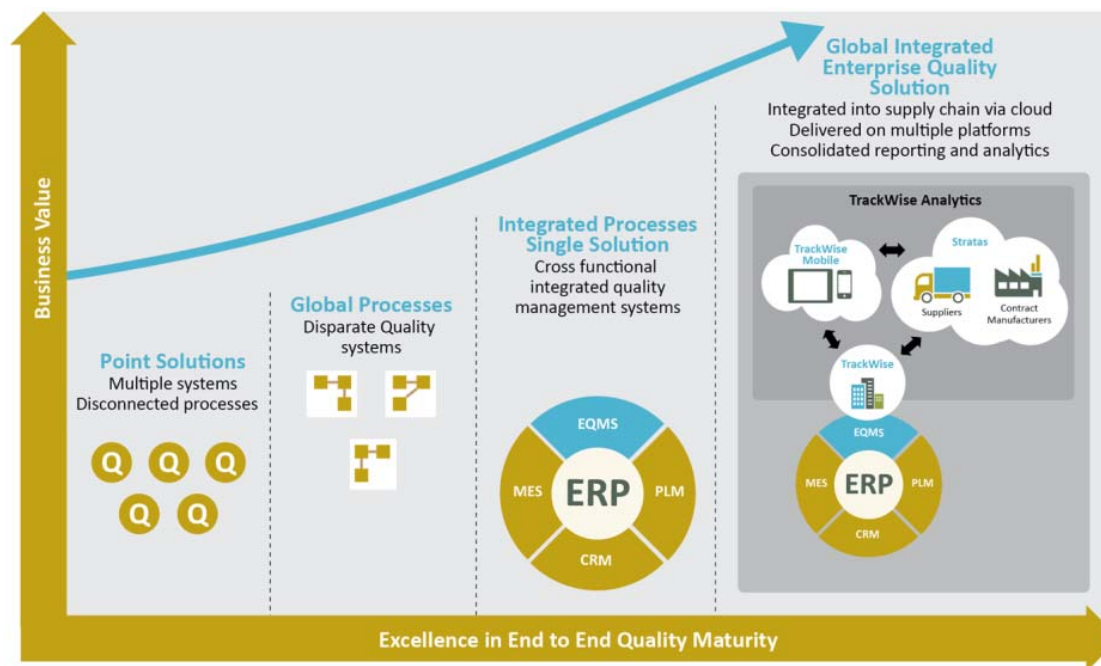 Business Value
Point Solutions
Multiple systems
Disconnected processes
Q Q Q
Q Q
Global Processes
Disparate Quality
systems
Integrated Processes
Single Solution
Cross functional
integrated quality
management systems
EQMS
MES
ERP
PLM
CRM
Global Integrated
Enterprise Quality
Solution
Integrated into supply chain via cloud
Delivered on multiple platforms
Consolidated reporting and analytics
TrackWise Analytics
TrackWise
Mobile
Stratas
Suppliers
Contract
Manufacturers
TrackWise
EQMS
MES
ERP
PLM
CRM
Excellence in End to End Quality Maturity